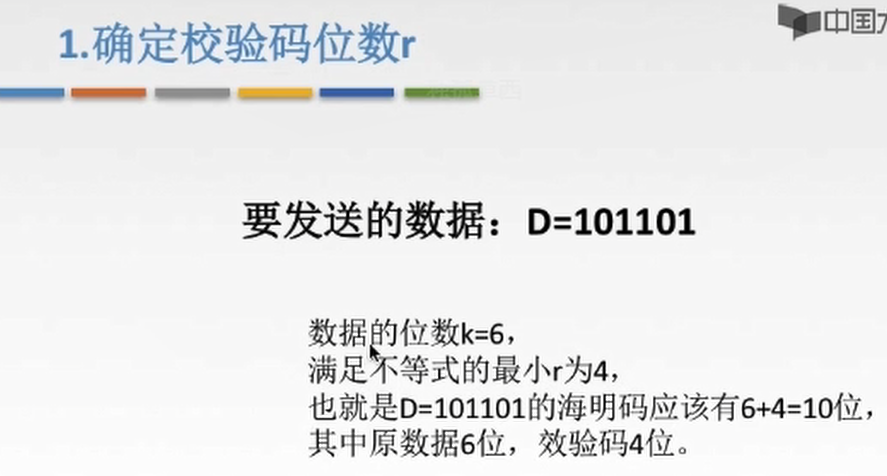 1.确定校验码位数r
中国
要发送的数据：D=101101
数据的位数k=6，
满足不等式的最小r为4，
也就是D=101101的海明码应该有6+4=10位，
其中原数据6位，效验码4位。